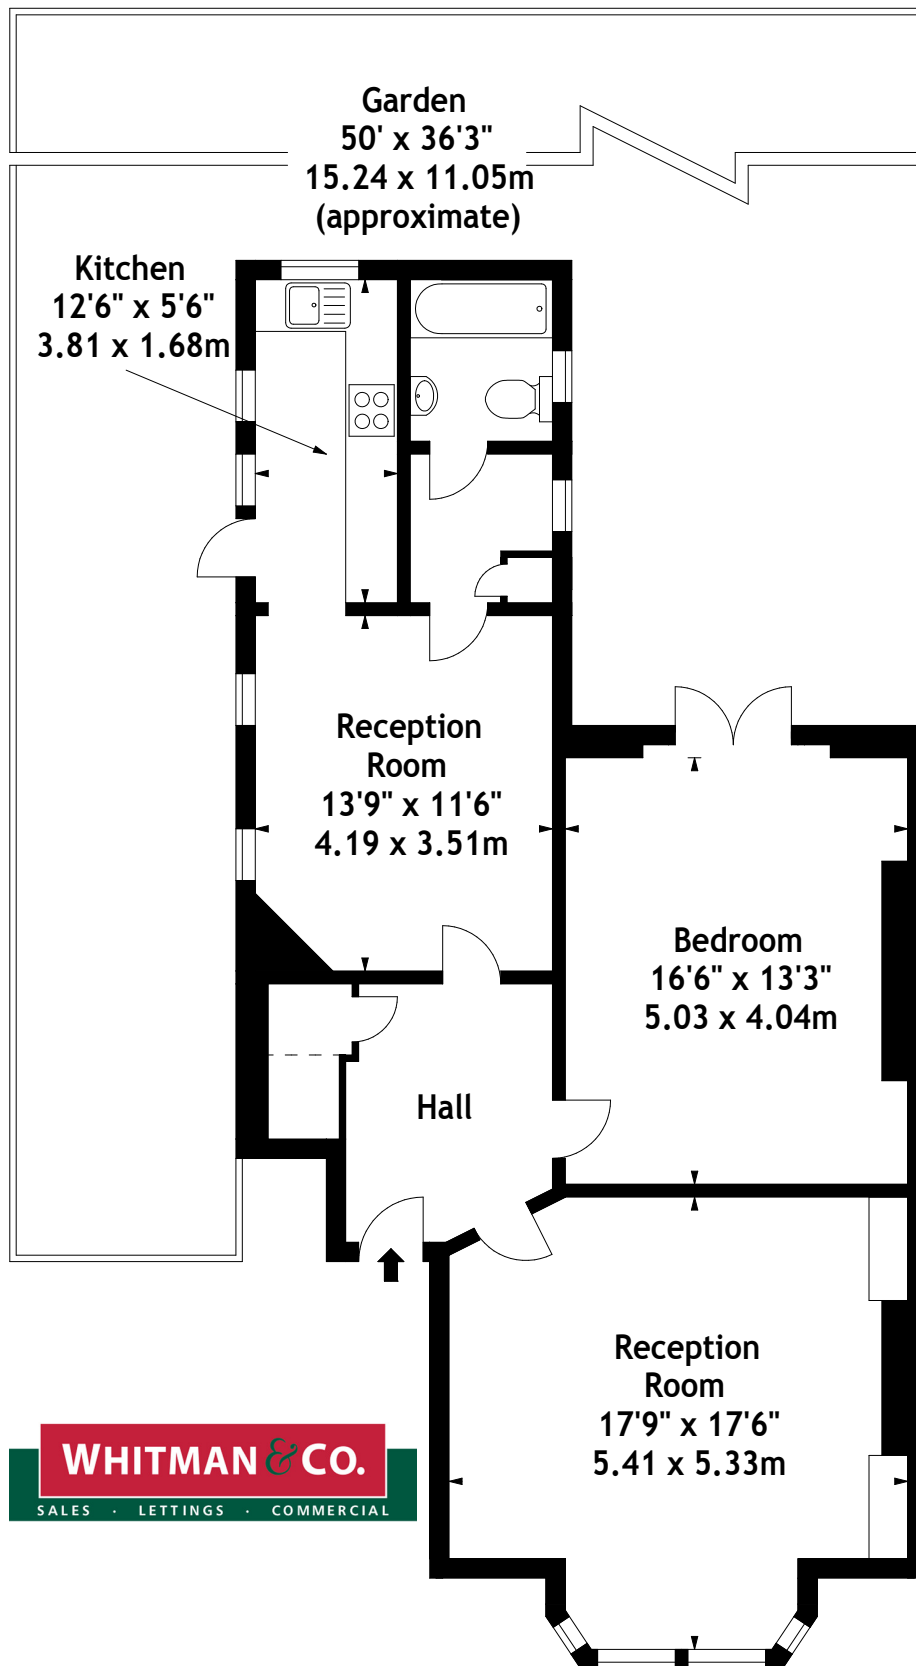 Garden
50' x 36'3"
15.24 x 11.05m
(approximate)
Kitchen
12'6" x 5'6"
3.81 x 1.68m
Reception
Room
13'9" x 11'6"
4.19 x 3.51m
Bedroom
16'6" x 13'3"
5.03 x 4.04m
Hall
Reception
Room
17'9" x 17'6"
5.41 x 5.33m
WHITMAN & CO.
SALES · LETTINGS · COMMERCIAL